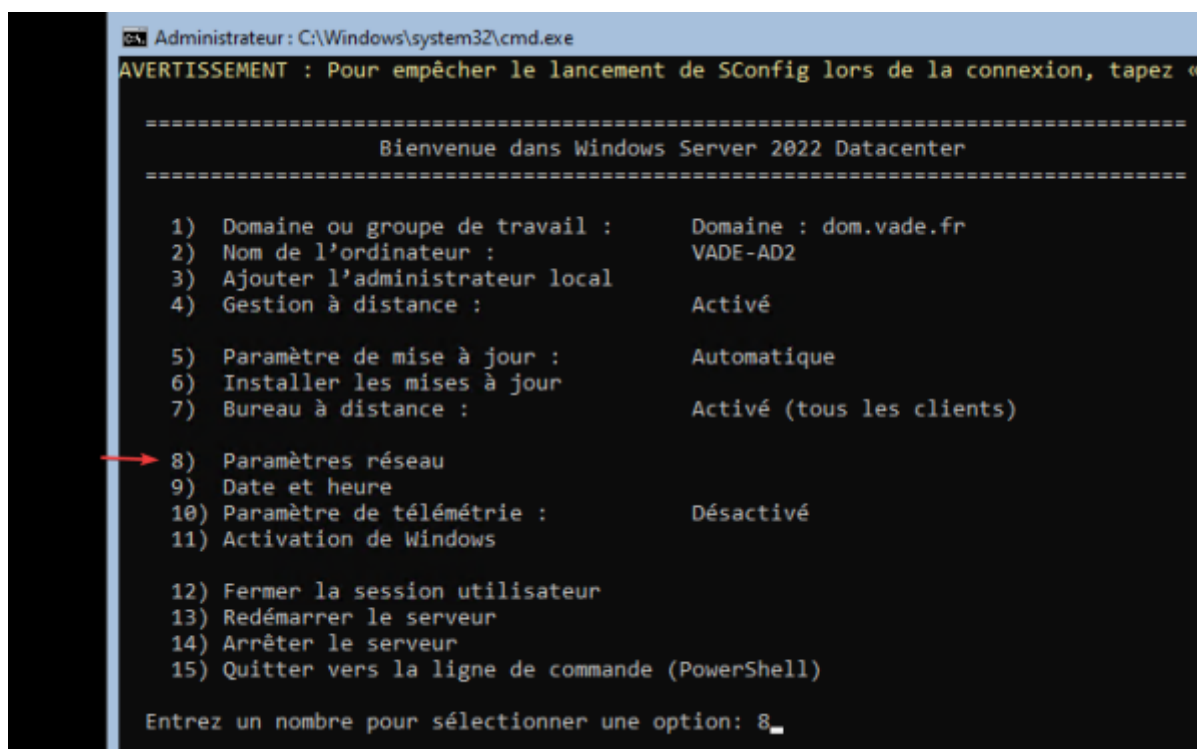 Administrateur : C:\Windows\system32\cmd.exe
AVERTISSEMENT : Pour empêcher le lancement de SConfig lors de la connexion, tapez «
================================================================================
Bienvenue dans Windows Server 2022 Datacenter
================================================================================
1) Domaine ou groupe de travail : Domaine : dom.vade.fr
2) Nom de l’ordinateur : VADE-AD2
3) Ajouter l’administrateur local
4) Gestion à distance : Activé
5) Paramètre de mise à jour : Automatique
6) Installer les mises à jour
7) Bureau à distance : Activé (tous les clients)
8) Paramètres réseau
9) Date et heure
10) Paramètre de télémétrie : Désactivé
11) Activation de Windows
12) Fermer la session utilisateur
13) Redémarrer le serveur
14) Arrêter le serveur
15) Quitter vers la ligne de commande (PowerShell)
Entrez un nombre pour sélectionner une option: 8